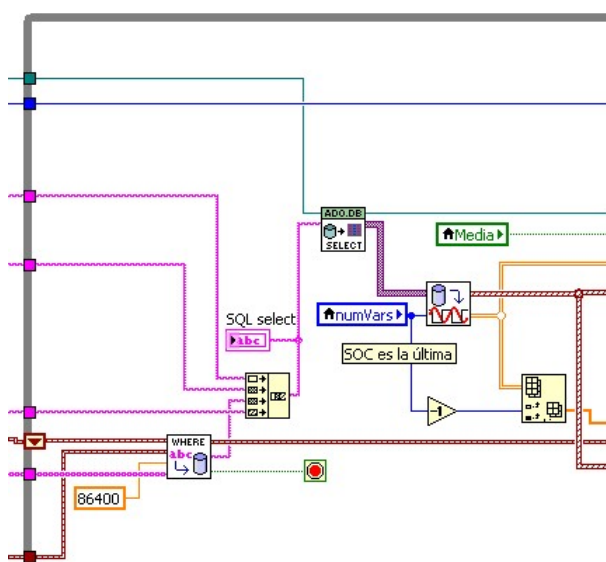 ADO.DB
SELECT
Media
numVars
SQL select
abc
SOC es la última
-1
WHERE
abc
86400